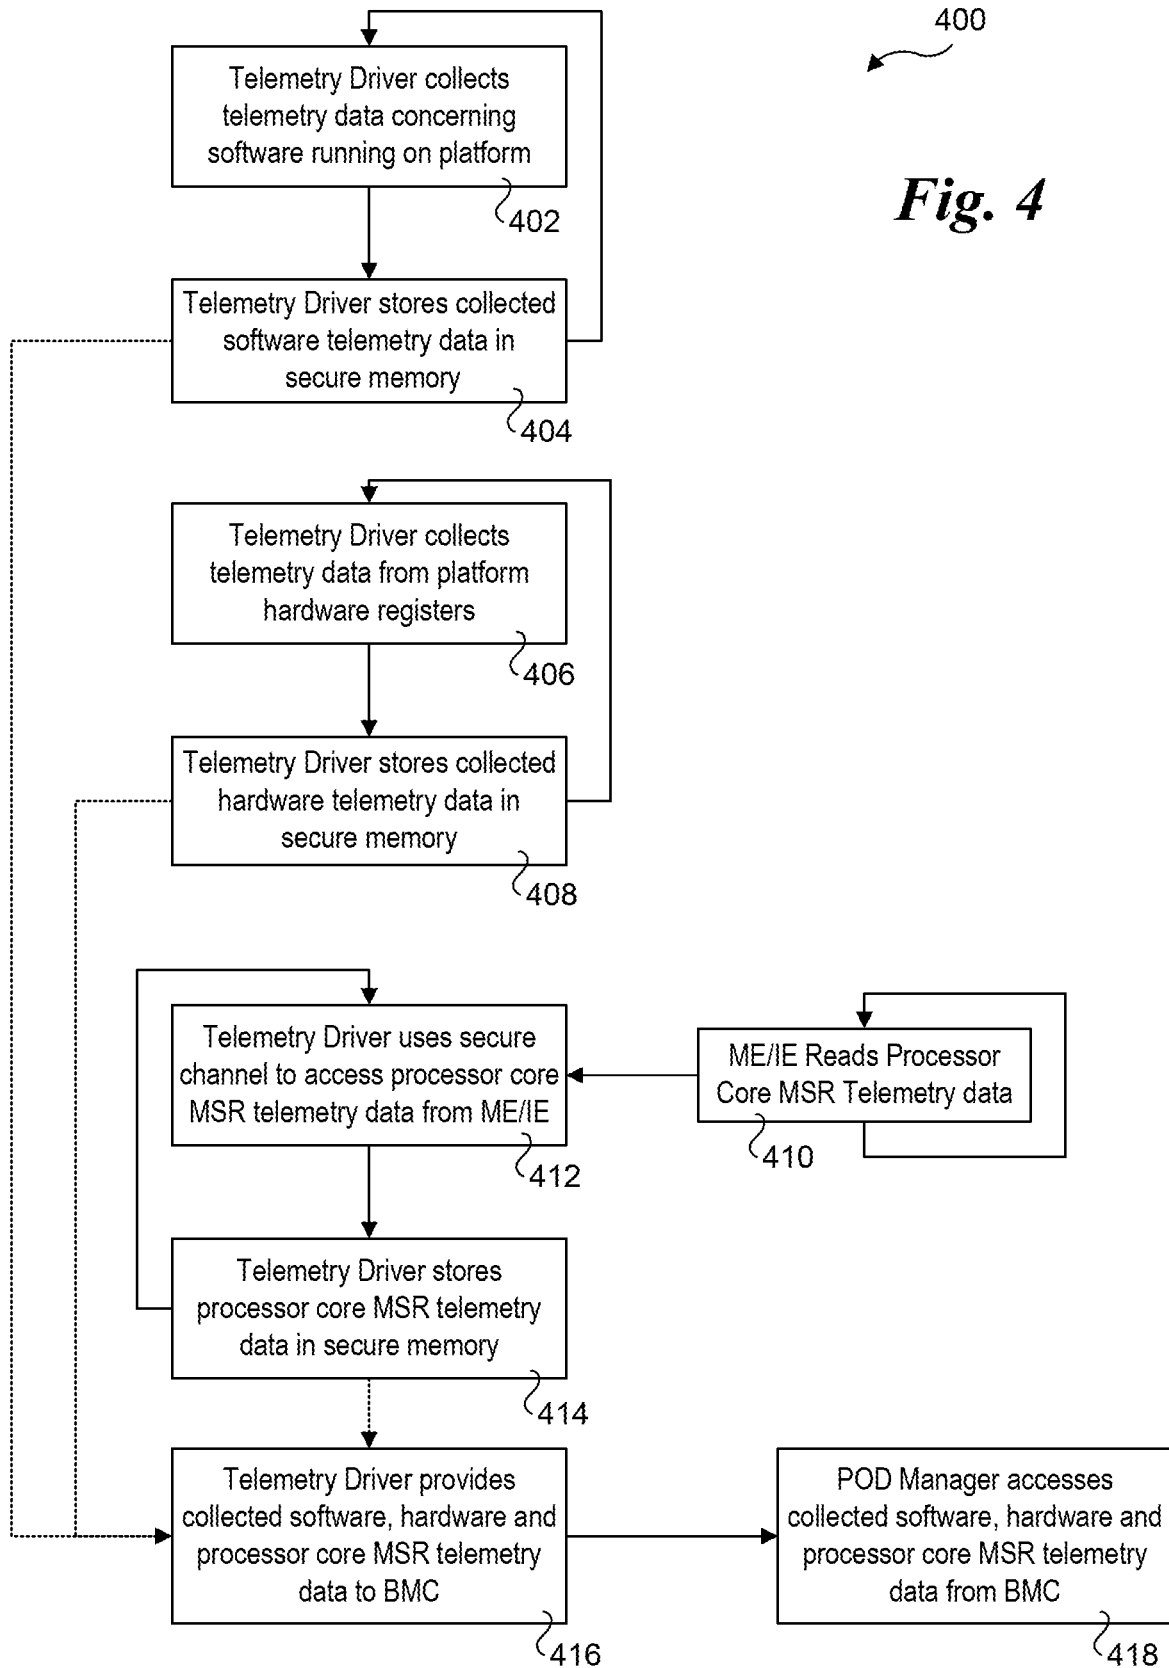 400
Fig. 4
Telemetry Driver collects
telemetry data concerning
software running on platform
402
Telemetry Driver stores collected
software telemetry data in
secure memory
404
Telemetry Driver collects
telemetry data from platform
hardware registers
406
Telemetry Driver stores collected
hardware telemetry data in
secure memory
408
Telemetry Driver uses secure
channel to access processor core
MSR telemetry data from ME/IE
412
ME/IE Reads Processor
Core MSR Telemetry data
410
Telemetry Driver stores
processor core MSR telemetry
data in secure memory
414
Telemetry Driver provides
collected software, hardware and
processor core MSR telemetry
data to BMC
416
POD Manager accesses
collected software, hardware and
processor core MSR telemetry
data from BMC
418